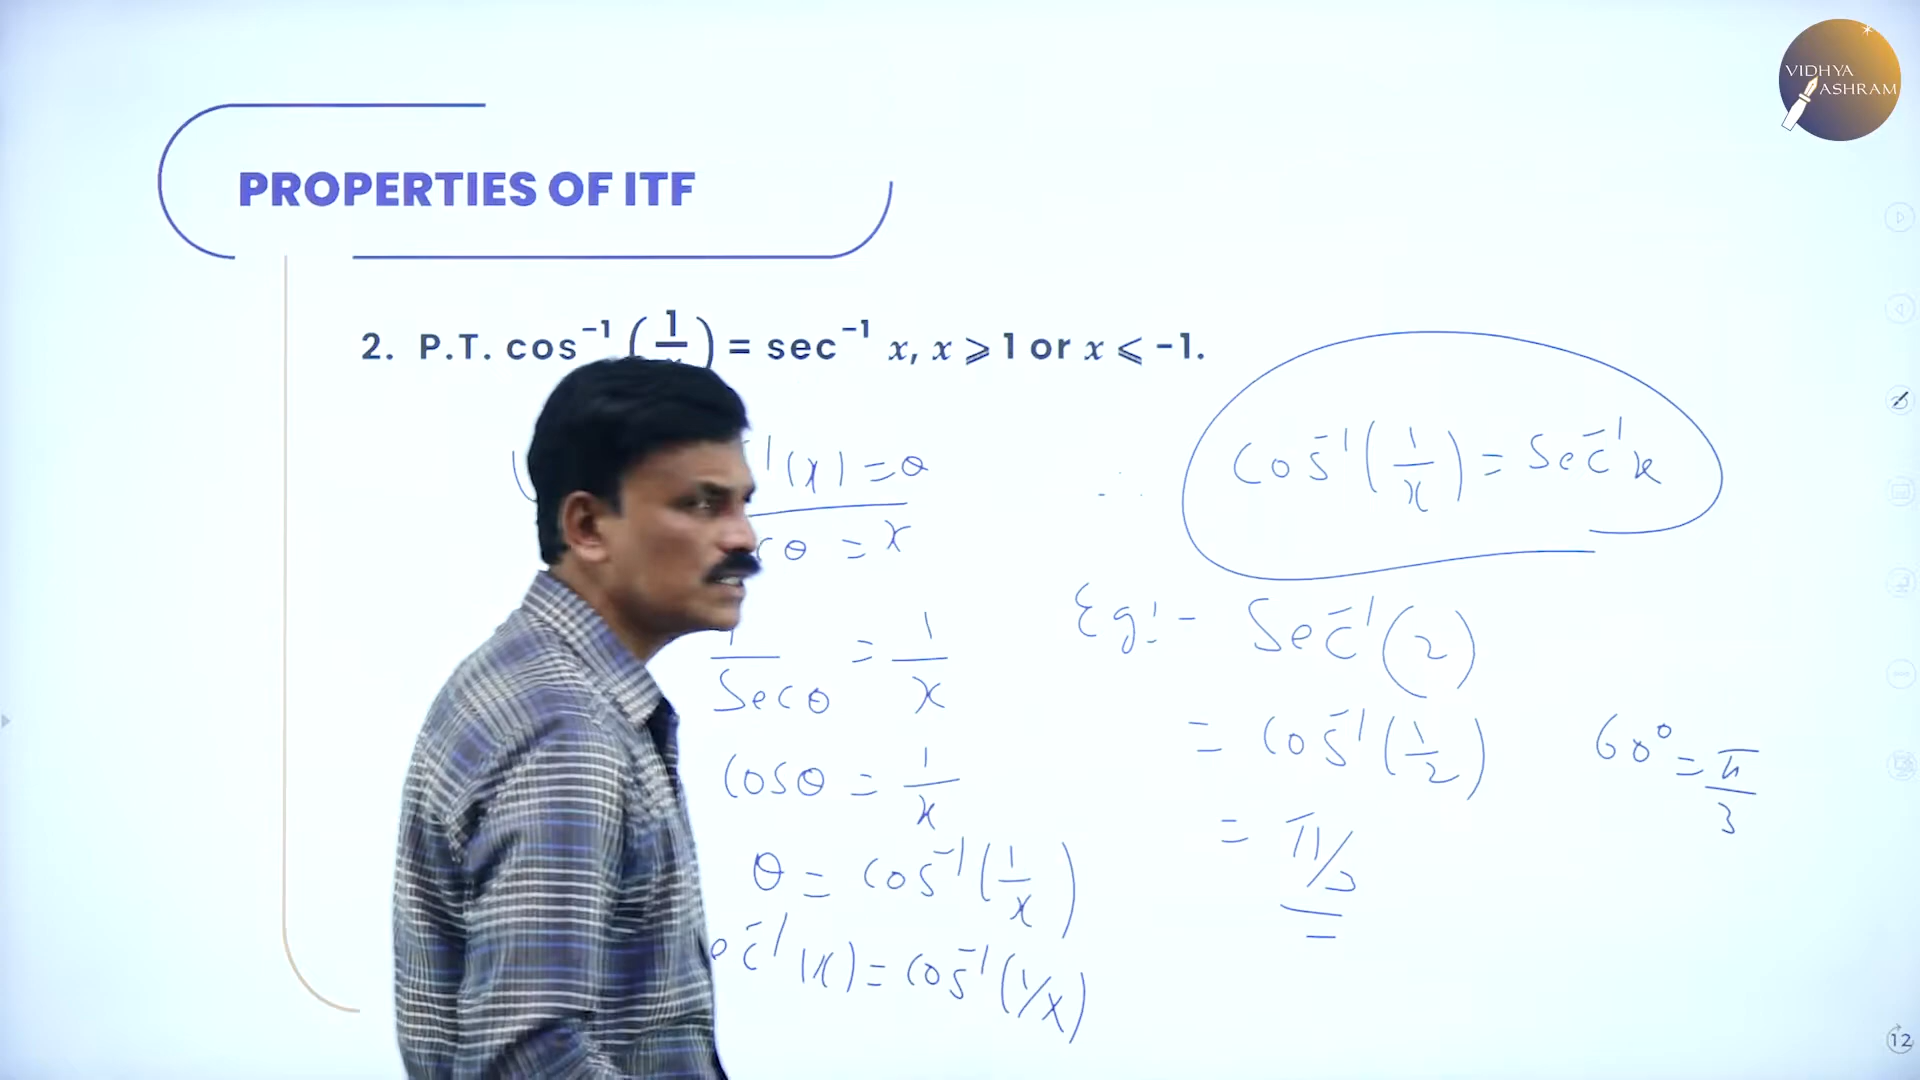 VIDHYA
ASHRAM
PROPERTIES OF ITF
2. P.T. cos⁻¹ (1/x) = sec⁻¹ x, x ⩾ 1 or x ⩽ -1.
⁻¹(x) = θ
θ = x
1/Secθ = 1/x
Cosθ = 1/x
θ = Cos⁻¹(1/x)
ec⁻¹(x) = Cos⁻¹(1/x)
Cos⁻¹(1/x) = Sec⁻¹x
Eg:- Sec⁻¹(2)
= Cos⁻¹(1/2)
60° = π/3
= π/3
12